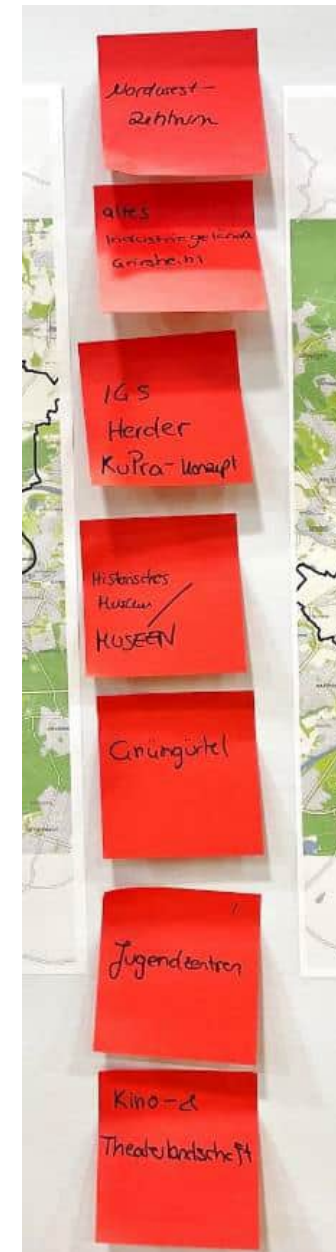 Nordwest-
Zentrum
altes
Industriegelände
Griesheim
IGS
Herder
KuPra-Konzept
Historisches
Museum /
MUSEEN
Grüngürtel
Jugendzentren
Kino- &
Theaterlandschaft